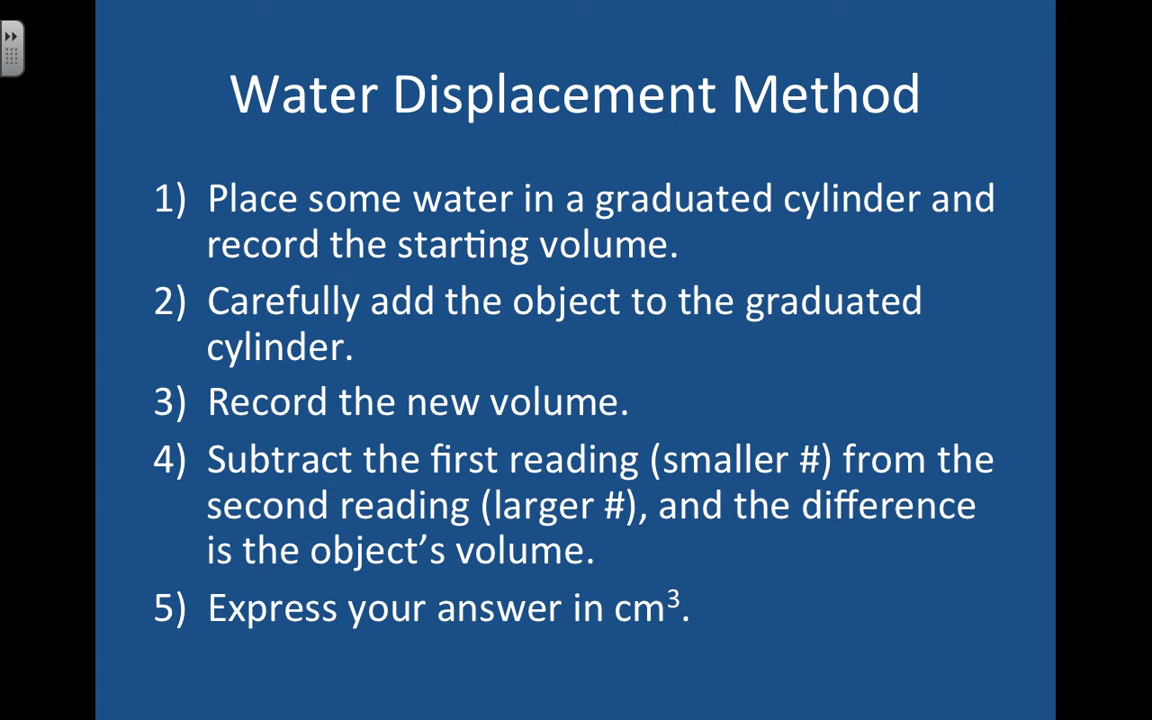 Water Displacement Method
1) Place some water in a graduated cylinder and
record the starting volume.
2) Carefully add the object to the graduated
cylinder.
3) Record the new volume.
4) Subtract the first reading (smaller #) from the
second reading (larger #), and the difference
is the object’s volume.
5) Express your answer in cm³.